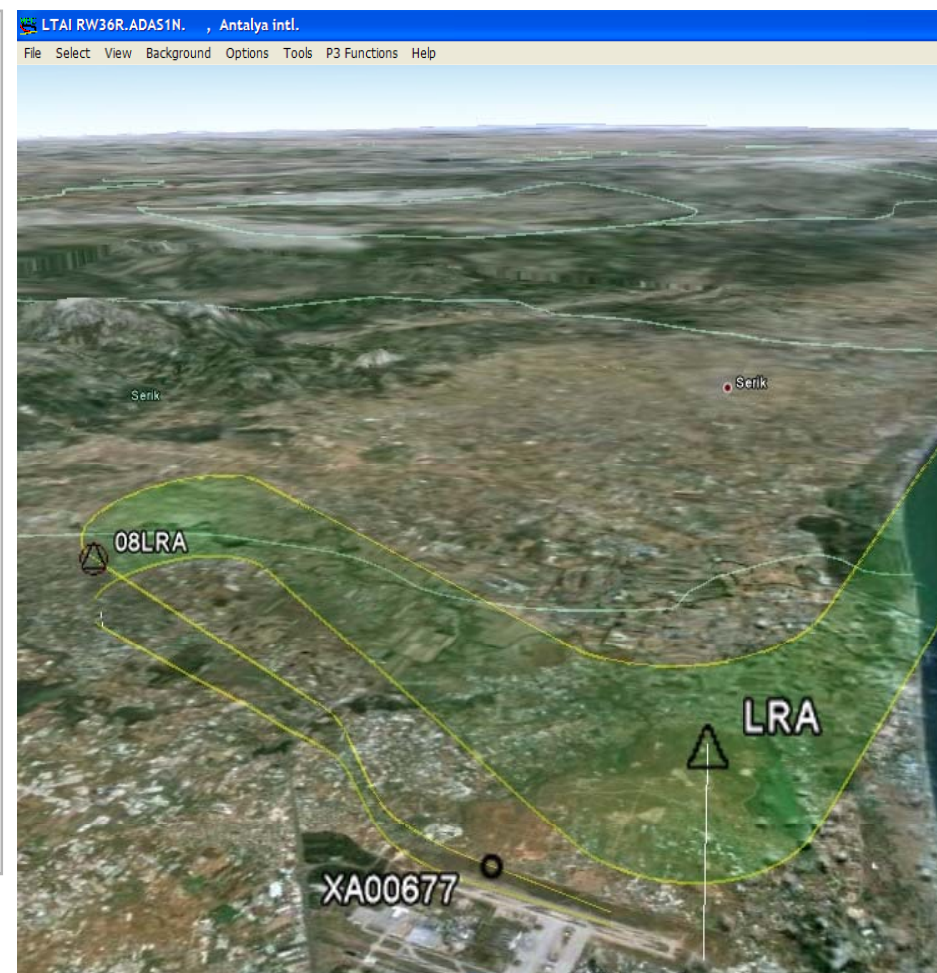 LTAI RW36R.ADAS1N. , Antalya intl.
File Select View Background Options Tools P3 Functions Help
Serik
Serik
08LRA
LRA
XA00677